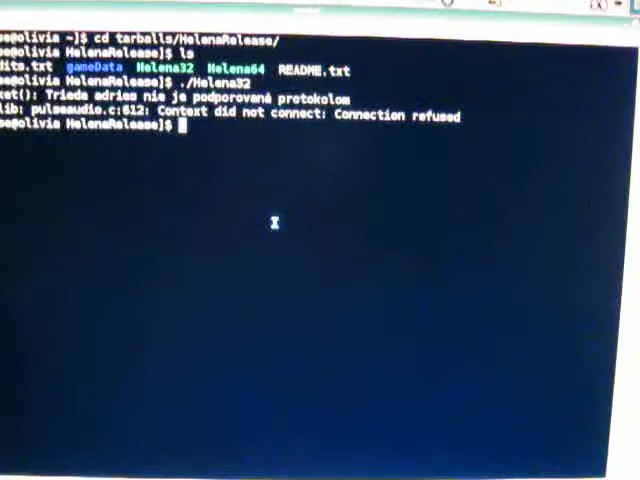 e@olivia ~]$ cd tarballs/HelenaRelease/
e@olivia HelenaRelease]$ ls
dits.txt gameData Helena32 Helena64 README.txt
e@olivia HelenaRelease]$ ./Helena32
ket(): Trieda adries nie je podporovaná protokolom
lib: pulseaudio.c:612: Context did not connect: Connection refused
e@olivia HelenaRelease]$